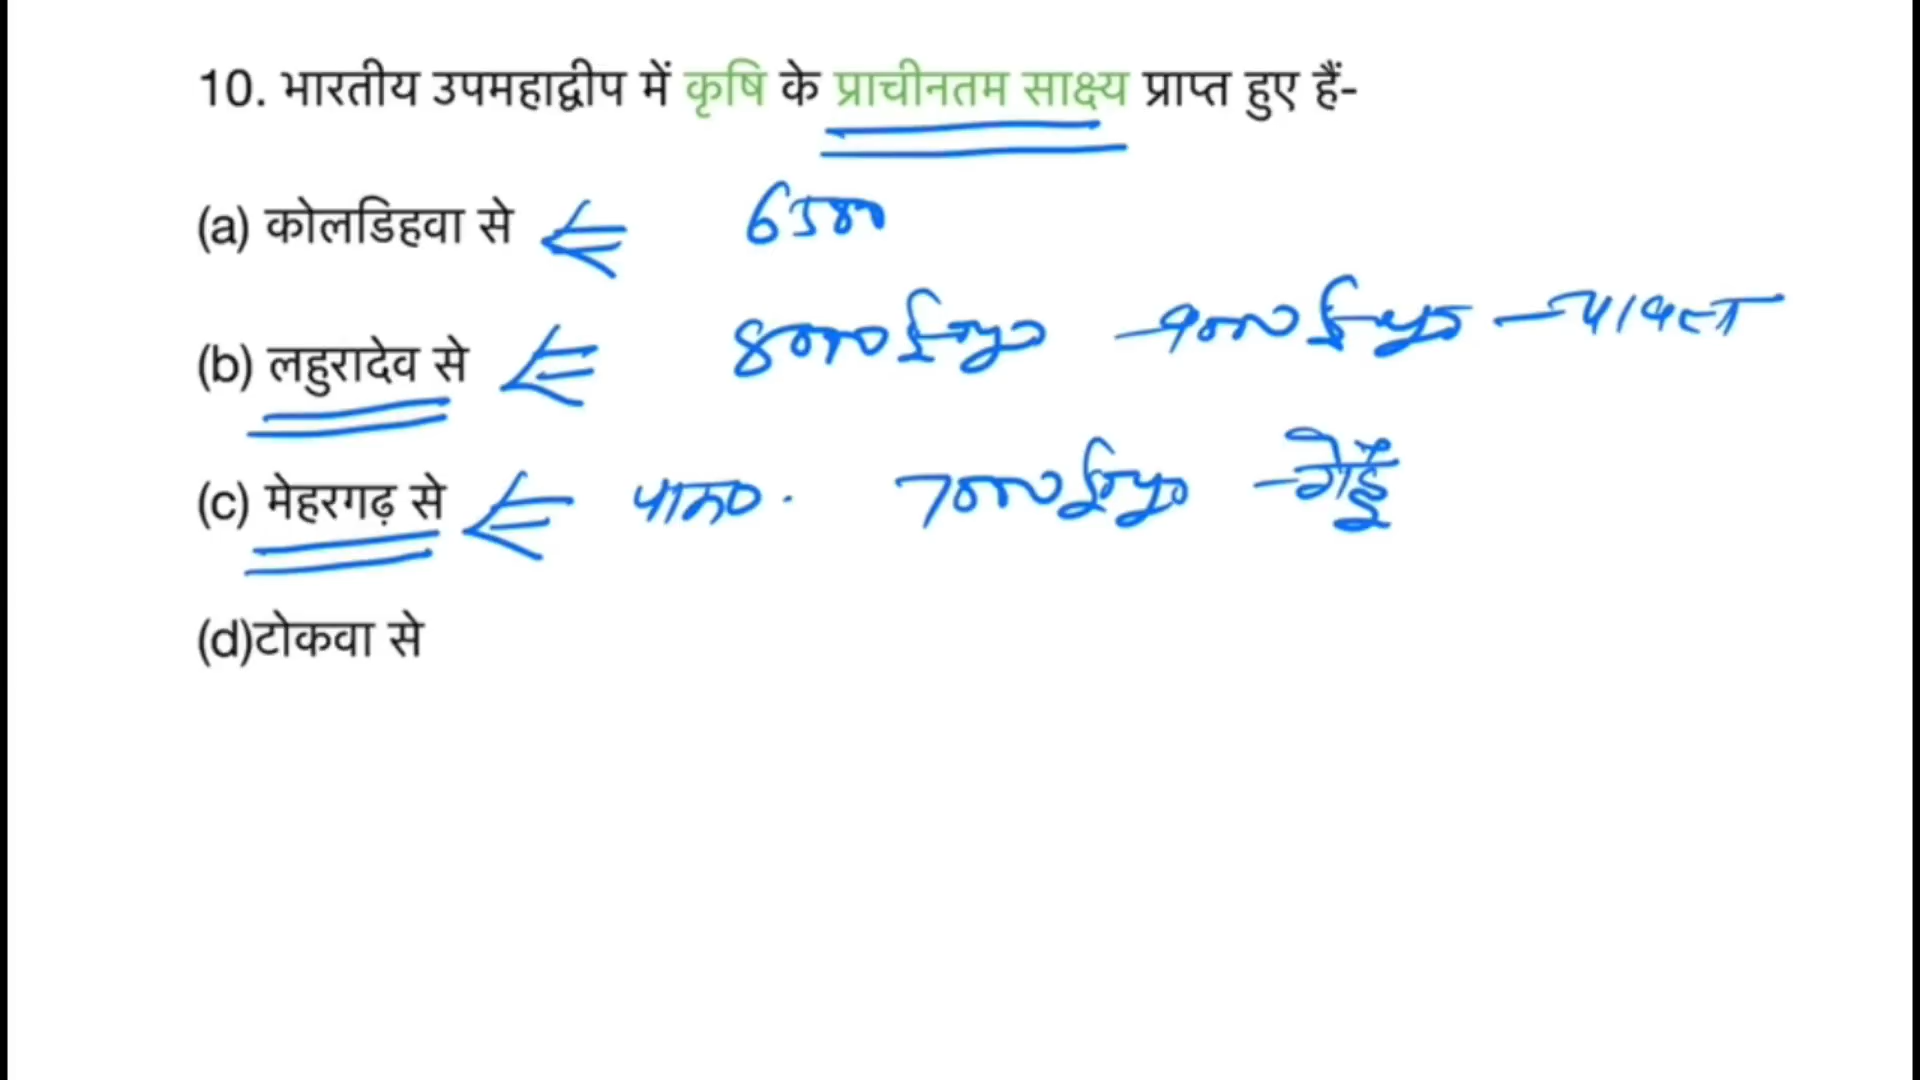 10. भारतीय उपमहाद्वीप में कृषि के प्राचीनतम साक्ष्य प्राप्त हुए हैं-
(a) कोलडिहवा से 6500
(b) लहुरादेव से 8000 ई०पू० - 9000 ई०पू० - चावल
(c) मेहरगढ़ से पाक० 7000 ई०पू० - गेहूँ
(d)टोकवा से